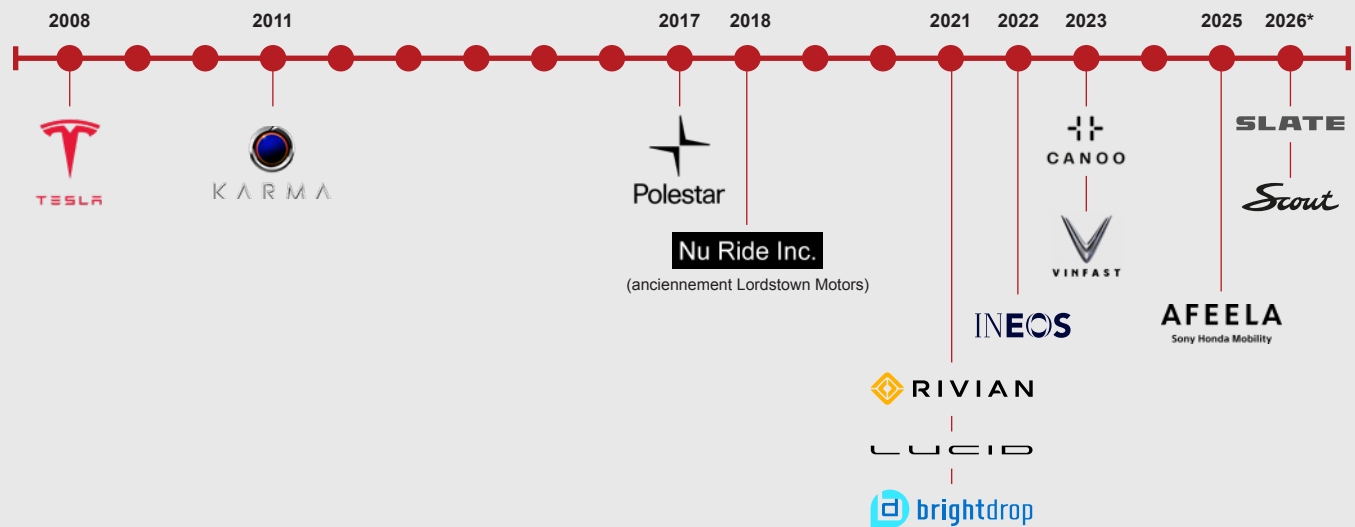 2008
2011
2017
2018
2021
2022
2023
2025
2026*
TESLA
KARMA
Polestar
Nu Ride Inc.
(anciennement Lordstown Motors)
RIVIAN
LUCID
brightdrop
INEOS
CANOO
VINFAST
AFEELA
Sony Honda Mobility
SLATE
Scout